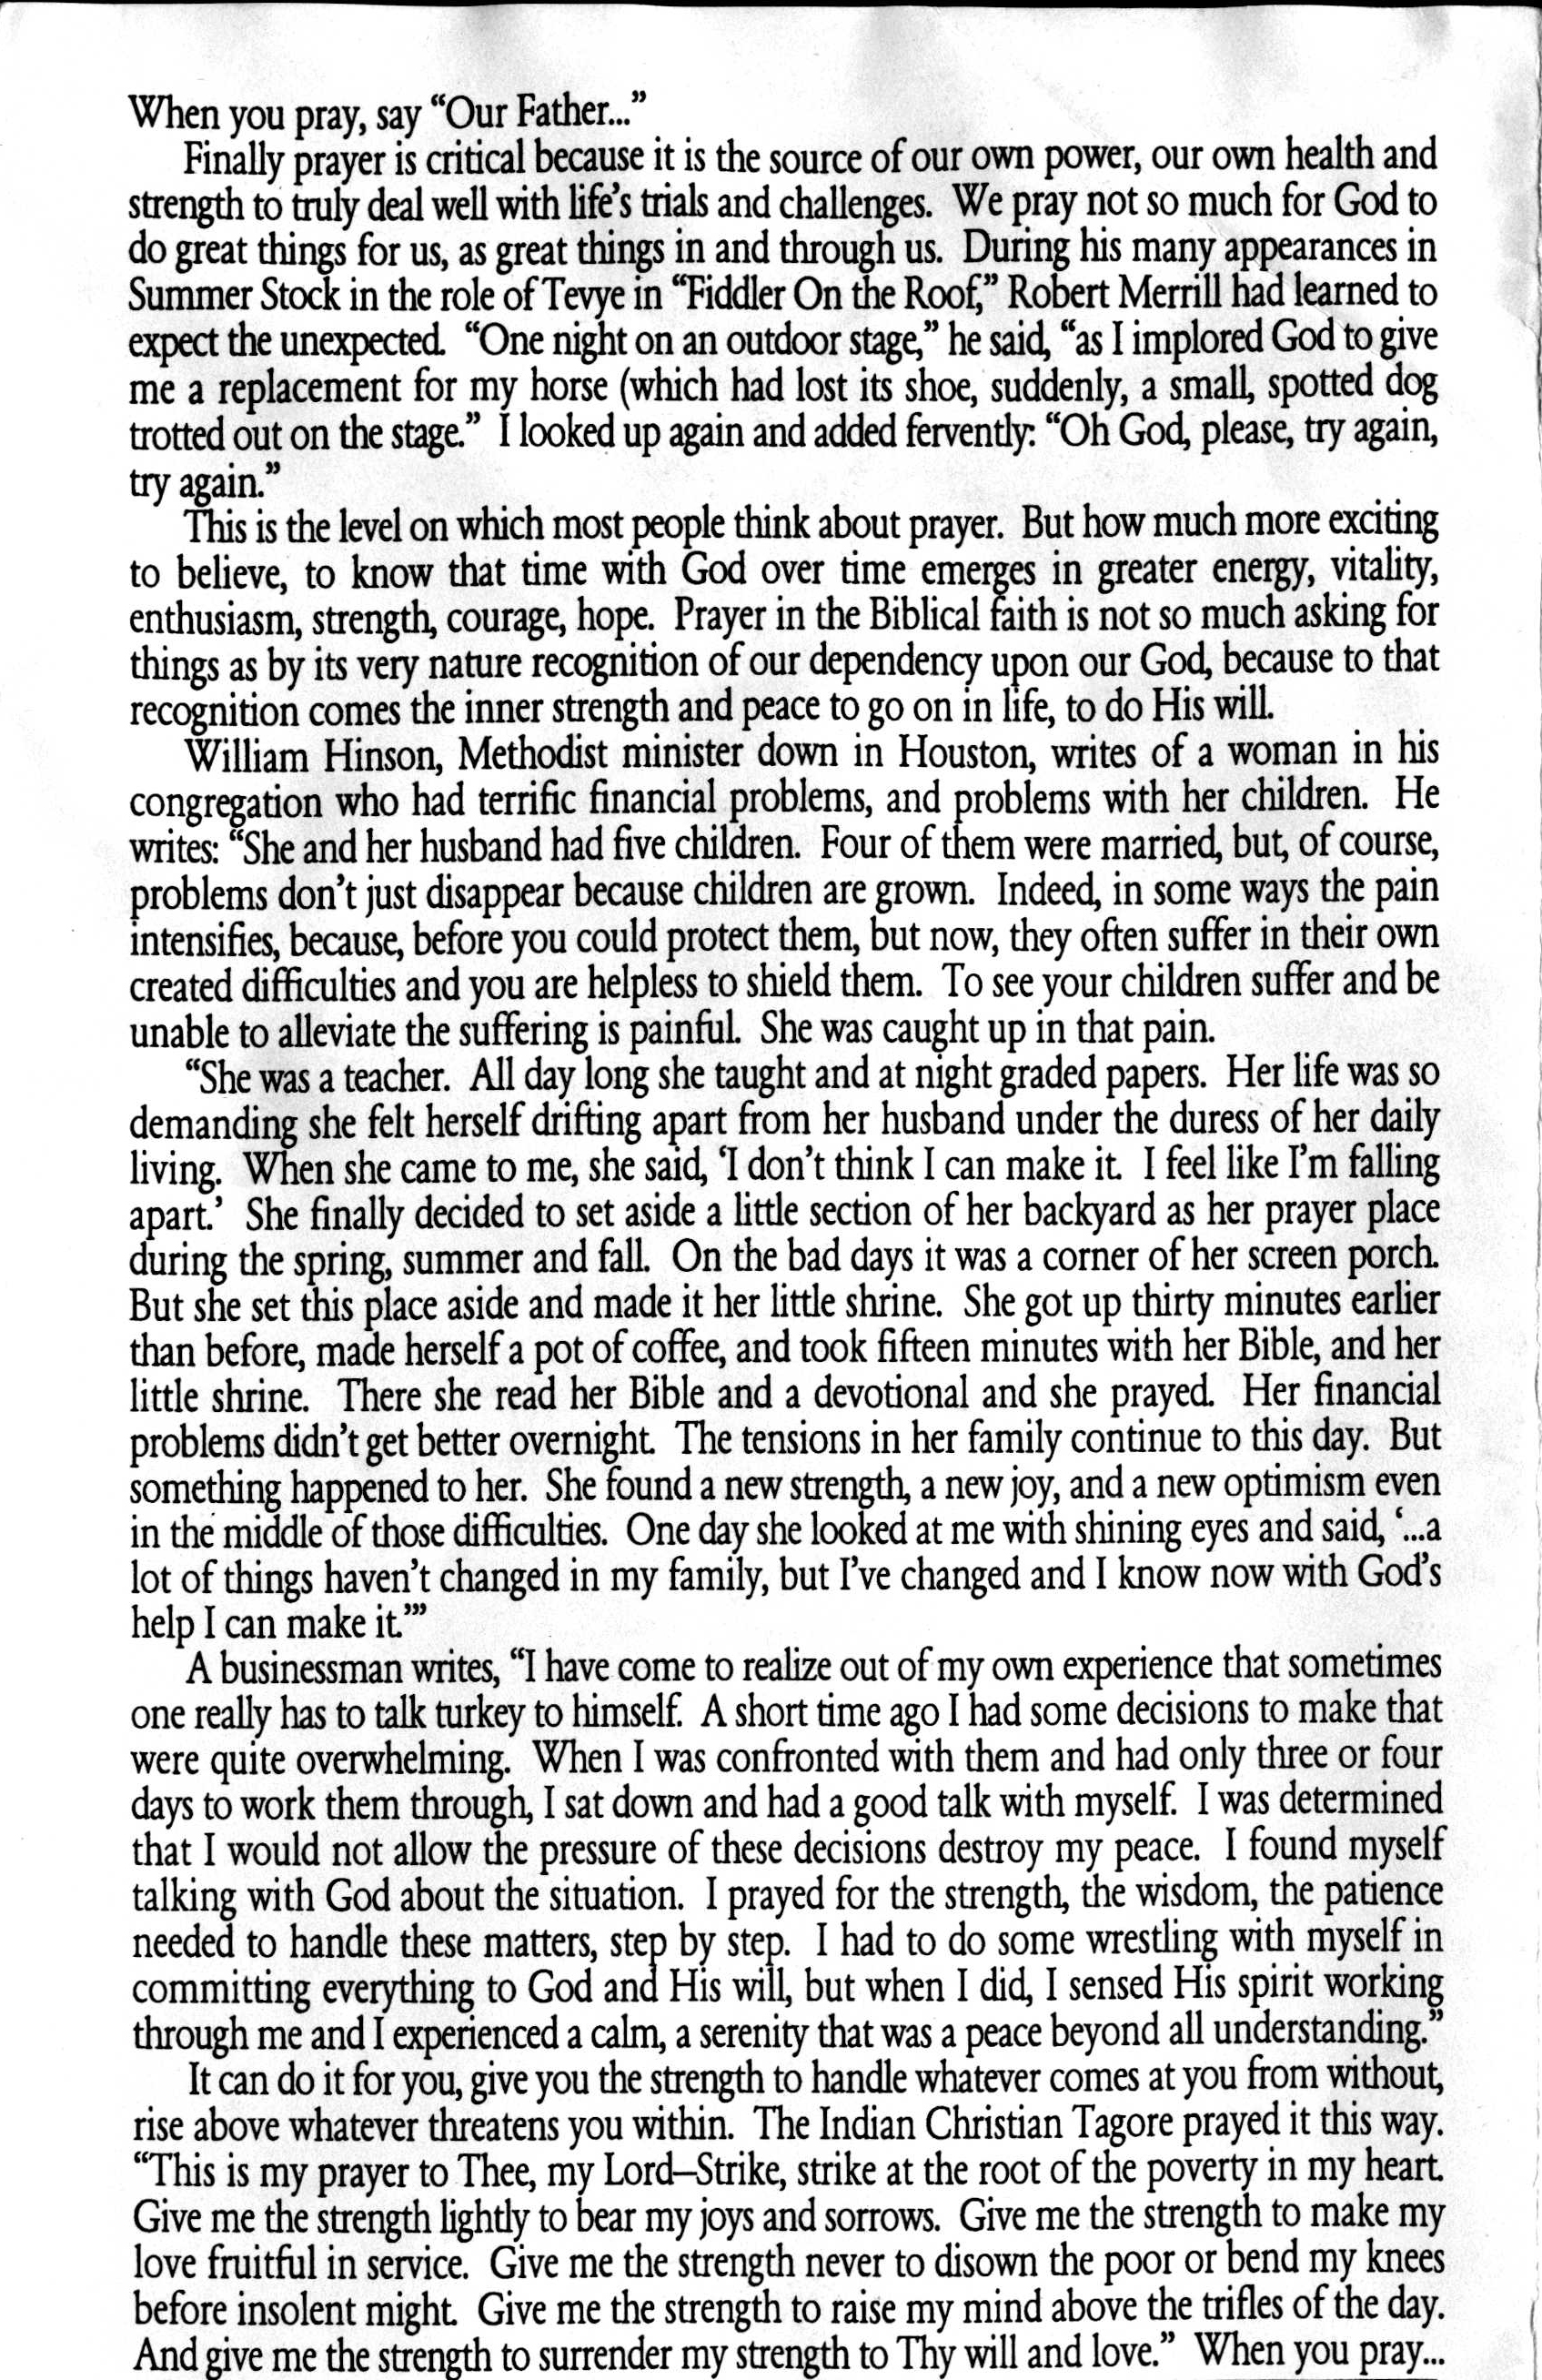 When you pray, say “Our Father...”
Finally prayer is critical because it is the source of our own power, our own health and
strength to truly deal well with life’s trials and challenges. We pray not so much for God to
do great things for us, as great things in and through us. During his many appearances in
Summer Stock in the role of Tevye in “Fiddler On the Roof,” Robert Merrill had learned to
expect the unexpected. “One night on an outdoor stage,” he said, “as I implored God to give
me a replacement for my horse (which had lost its shoe, suddenly, a small, spotted dog
trotted out on the stage.” I looked up again and added fervently: “Oh God, please, try again,
try again.”
This is the level on which most people think about prayer. But how much more exciting
to believe, to know that time with God over time emerges in greater energy, vitality,
enthusiasm, strength, courage, hope. Prayer in the Biblical faith is not so much asking for
things as by its very nature recognition of our dependency upon our God, because to that
recognition comes the inner strength and peace to go on in life, to do His will.
William Hinson, Methodist minister down in Houston, writes of a woman in his
congregation who had terrific financial problems, and problems with her children. He
writes: “She and her husband had five children. Four of them were married, but, of course,
problems don’t just disappear because children are grown. Indeed, in some ways the pain
intensifies, because, before you could protect them, but now, they often suffer in their own
created difficulties and you are helpless to shield them. To see your children suffer and be
unable to alleviate the suffering is painful. She was caught up in that pain.
“She was a teacher. All day long she taught and at night graded papers. Her life was so
demanding she felt herself drifting apart from her husband under the duress of her daily
living. When she came to me, she said, ‘I don’t think I can make it. I feel like I’m falling
apart.’ She finally decided to set aside a little section of her backyard as her prayer place
during the spring, summer and fall. On the bad days it was a corner of her screen porch.
But she set this place aside and made it her little shrine. She got up thirty minutes earlier
than before, made herself a pot of coffee, and took fifteen minutes with her Bible, and her
little shrine. There she read her Bible and a devotional and she prayed. Her financial
problems didn’t get better overnight. The tensions in her family continue to this day. But
something happened to her. She found a new strength, a new joy, and a new optimism even
in the middle of those difficulties. One day she looked at me with shining eyes and said, ‘...a
lot of things haven’t changed in my family, but I’ve changed and I know now with God’s
help I can make it.’”
A businessman writes, “I have come to realize out of my own experience that sometimes
one really has to talk turkey to himself. A short time ago I had some decisions to make that
were quite overwhelming. When I was confronted with them and had only three or four
days to work them through, I sat down and had a good talk with myself. I was determined
that I would not allow the pressure of these decisions destroy my peace. I found myself
talking with God about the situation. I prayed for the strength, the wisdom, the patience
needed to handle these matters, step by step. I had to do some wrestling with myself in
committing everything to God and His will, but when I did, I sensed His spirit working
through me and I experienced a calm, a serenity that was a peace beyond all understanding.”
It can do it for you, give you the strength to handle whatever comes at you from without,
rise above whatever threatens you within. The Indian Christian Tagore prayed it this way.
“This is my prayer to Thee, my Lord–Strike, strike at the root of the poverty in my heart.
Give me the strength lightly to bear my joys and sorrows. Give me the strength to make my
love fruitful in service. Give me the strength never to disown the poor or bend my knees
before insolent might. Give me the strength to raise my mind above the trifles of the day.
And give me the strength to surrender my strength to Thy will and love.” When you pray...